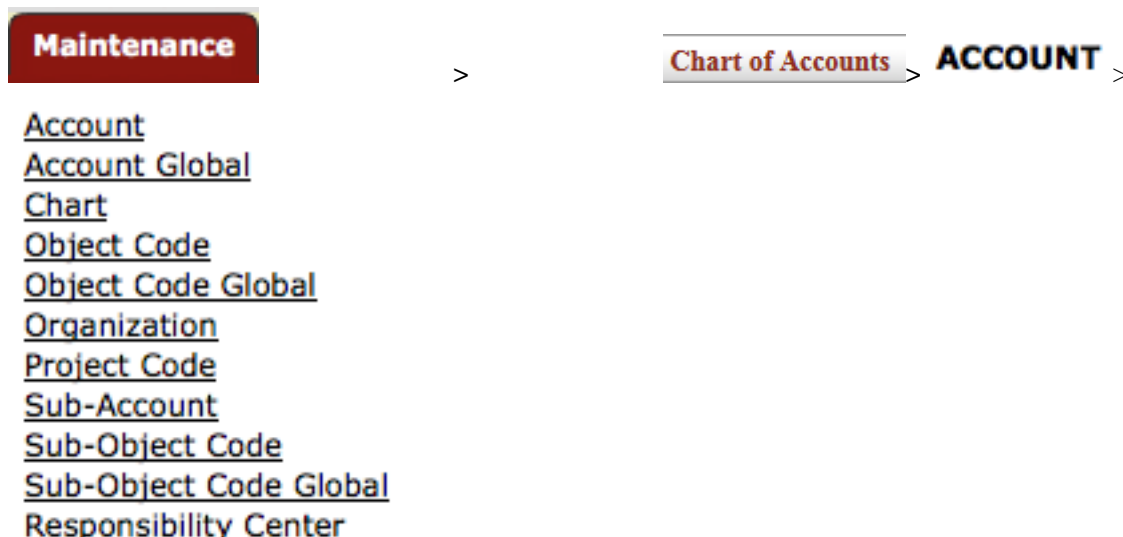 Maintenance > Chart of Accounts > ACCOUNT >
Account
Account Global
Chart
Object Code
Object Code Global
Organization
Project Code
Sub-Account
Sub-Object Code
Sub-Object Code Global
Responsibility Center